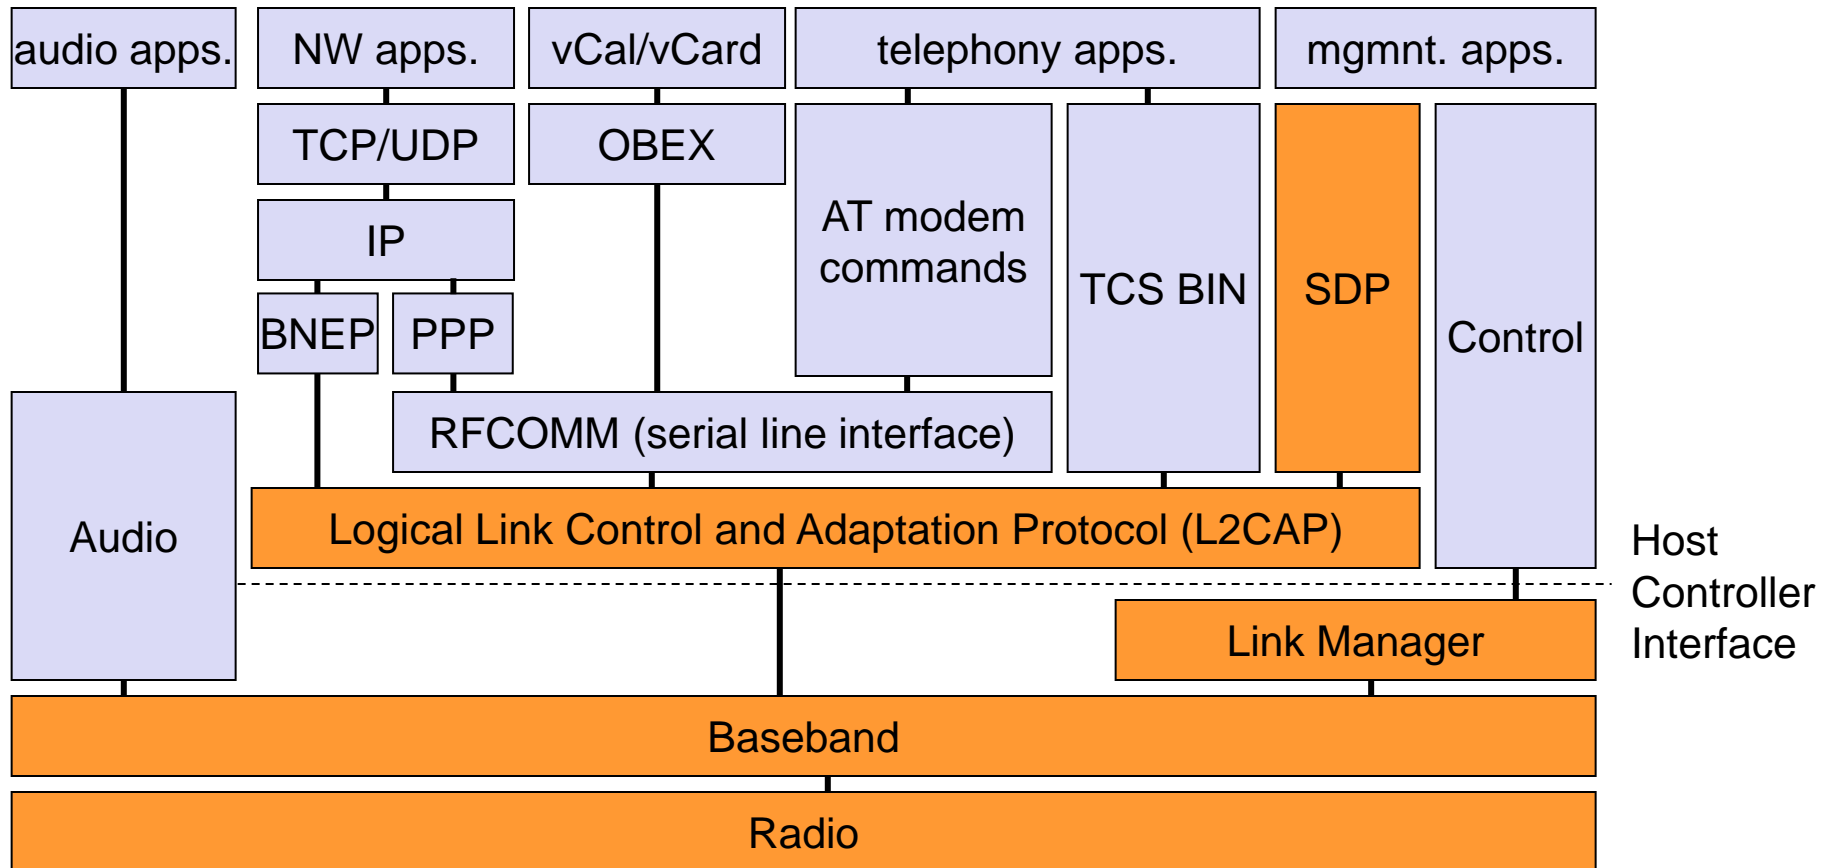 audio apps.
NW apps.
vCal/vCard
telephony apps.
mgmnt. apps.
TCP/UDP
OBEX
AT modem
commands
TCS BIN
SDP
Control
IP
BNEP
PPP
RFCOMM (serial line interface)
Audio
Logical Link Control and Adaptation Protocol (L2CAP)
Host
Controller
Interface
Link Manager
Baseband
Radio